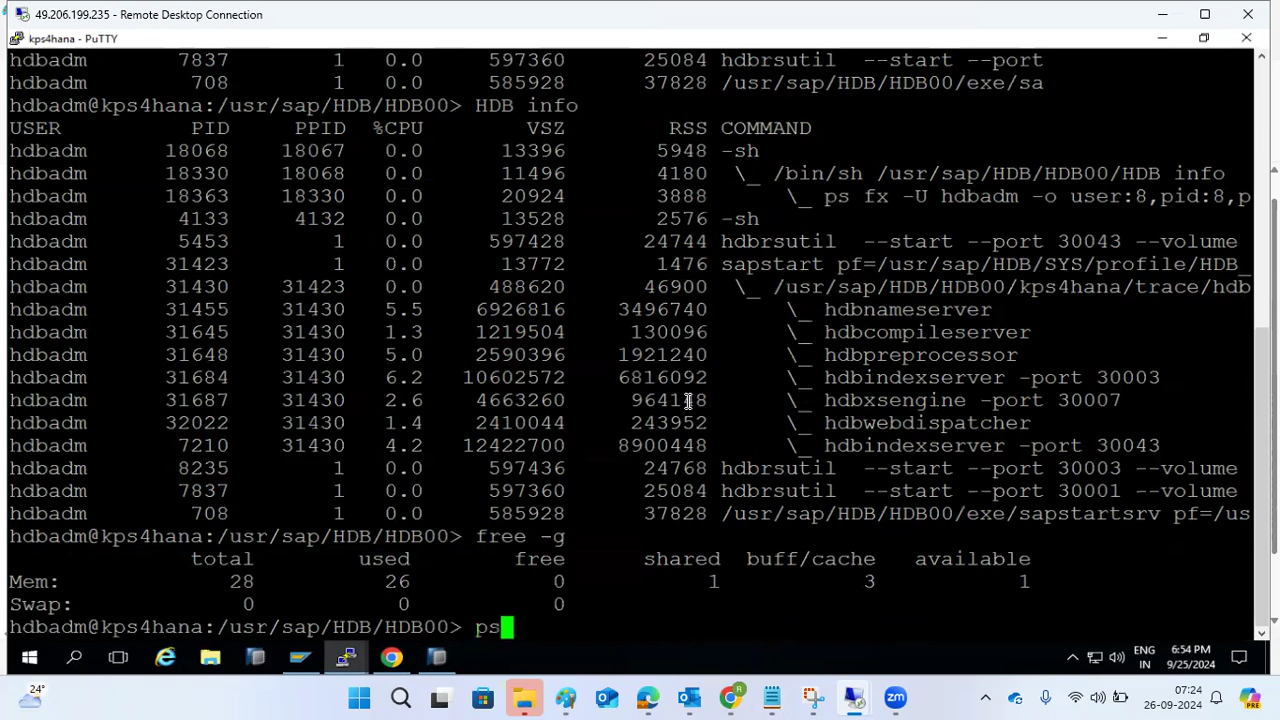 49.206.199.235 - Remote Desktop Connection
kps4hana - PuTTY
hdbadm 7837 1 0.0 597360 25084 hdbrsutil --start --port
hdbadm 708 1 0.0 585928 37828 /usr/sap/HDB/HDB00/exe/sa
hdbadm@kps4hana:/usr/sap/HDB/HDB00> HDB info
USER PID PPID %CPU VSZ RSS COMMAND
hdbadm 18068 18067 0.0 13396 5948 -sh
hdbadm 18330 18068 0.0 11496 4180 \_ /bin/sh /usr/sap/HDB/HDB00/HDB info
hdbadm 18363 18330 0.0 20924 3888 \_ ps fx -U hdbadm -o user:8,pid:8,p
hdbadm 4133 4132 0.0 13528 2576 -sh
hdbadm 5453 1 0.0 597428 24744 hdbrsutil --start --port 30043 --volume
hdbadm 31423 1 0.0 13772 1476 sapstart pf=/usr/sap/HDB/SYS/profile/HDB_
hdbadm 31430 31423 0.0 488620 46900 \_ /usr/sap/HDB/HDB00/kps4hana/trace/hdb
hdbadm 31455 31430 5.5 6926816 3496740 \_ hdbnameserver
hdbadm 31645 31430 1.3 1219504 130096 \_ hdbcompileserver
hdbadm 31648 31430 5.0 2590396 1921240 \_ hdbpreprocessor
hdbadm 31684 31430 6.2 10602572 6816092 \_ hdbindexserver -port 30003
hdbadm 31687 31430 2.6 4663260 \_ hdbxsengine -port 30007
hdbadm 32022 31430 1.4 2410044 243952 \_ hdbwebdispatcher
hdbadm 7210 31430 4.2 12422700 8900448 \_ hdbindexserver -port 30043
hdbadm 8235 1 0.0 597436 24768 hdbrsutil --start --port 30003 --volume
hdbadm 7837 1 0.0 597360 25084 hdbrsutil --start --port 30001 --volume
hdbadm 708 1 0.0 585928 37828 /usr/sap/HDB/HDB00/exe/sapstartsrv pf=/us
hdbadm@kps4hana:/usr/sap/HDB/HDB00> free -g
total used free shared buff/cache available
Mem: 28 26 0 1 3 1
Swap: 0 0 0
hdbadm@kps4hana:/usr/sap/HDB/HDB00> ps
ENG
IN
6:54 PM
9/25/2024
24°
07:24
26-09-2024